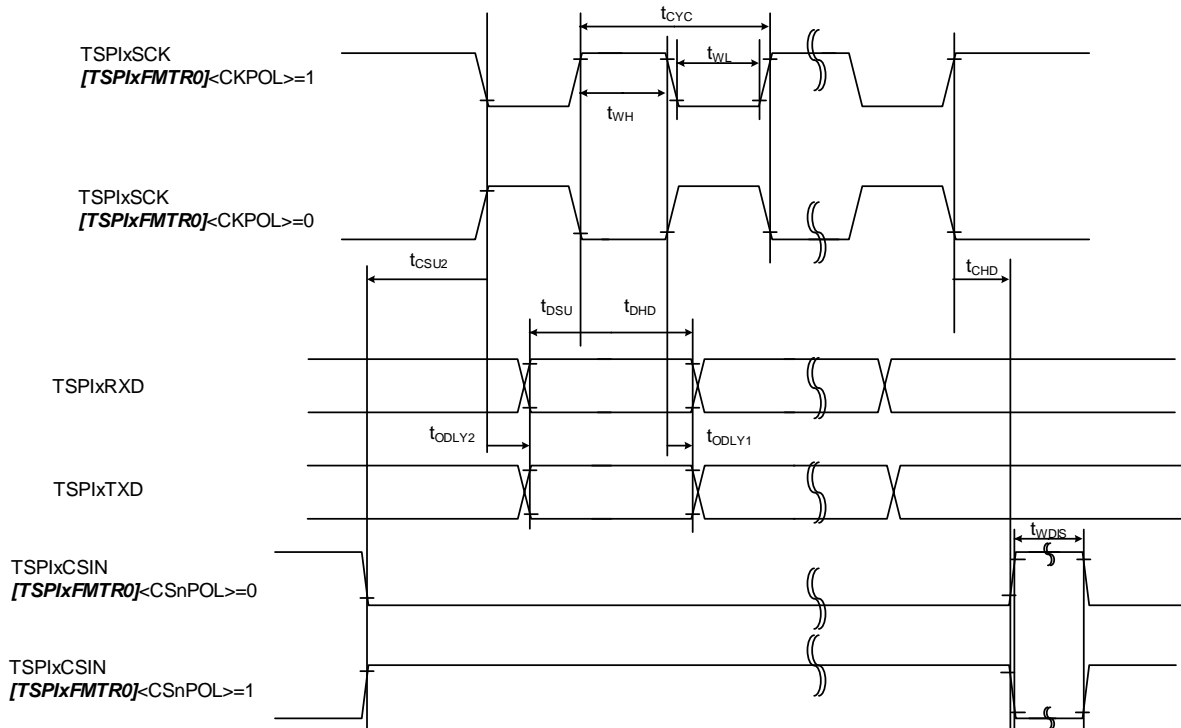 tCYC
TSPIxSCK
[TSPIxFMTR0]<CKPOL>=1
tWL
tWH
TSPIxSCK
[TSPIxFMTR0]<CKPOL>=0
tCSU2
tCHD
tDSU
tDHD
TSPIxRXD
tODLY2
tODLY1
TSPIxTXD
tWDIS
TSPIxCSIN
[TSPIxFMTR0]<CSnPOL>=0
TSPIxCSIN
[TSPIxFMTR0]<CSnPOL>=1